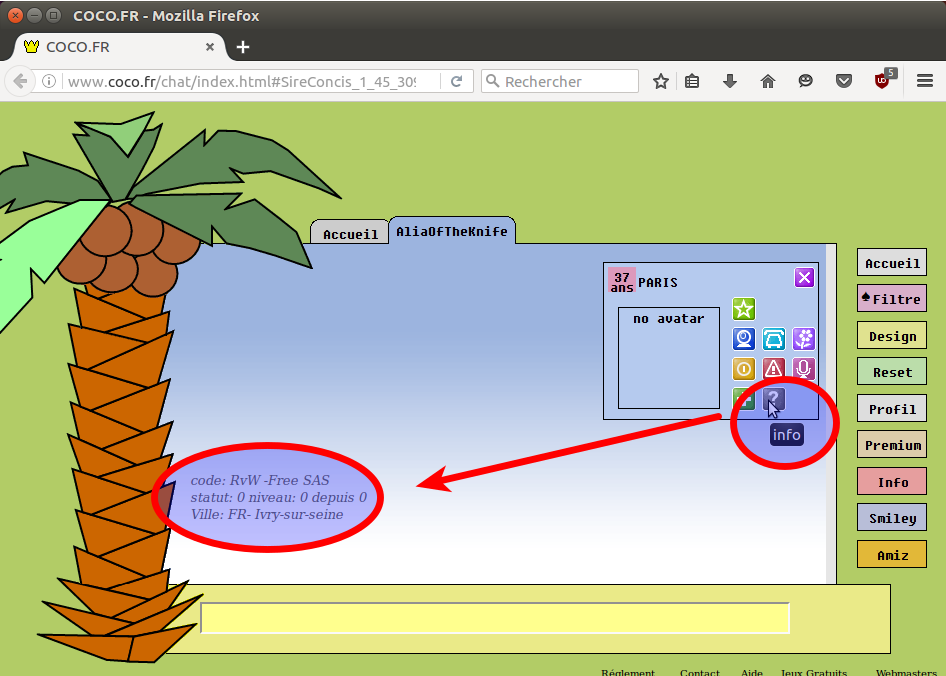 COCO.FR - Mozilla Firefox
COCO.FR
www.coco.fr/chat/index.html#SireConcis_1_45_309
Rechercher
5
Accueil
AliaOfTheKnife
37
ans
PARIS
no avatar
info
code: RvW -Free SAS
statut: 0 niveau: 0 depuis 0
Ville: FR- Ivry-sur-seine
Accueil
Filtre
Design
Reset
Profil
Premium
Info
Smiley
Amiz
Réglement Contact Aide Jeux Gratuits Webmasters